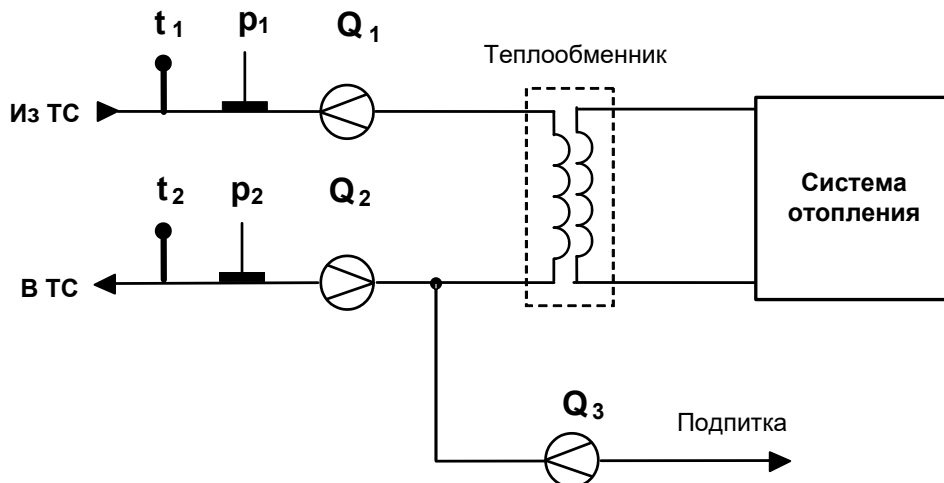 t 1
p1
Q 1
Теплообменник
Из ТС
t 2
p2
Q 2
Система
отопления
В ТС
Q 3
Подпитка